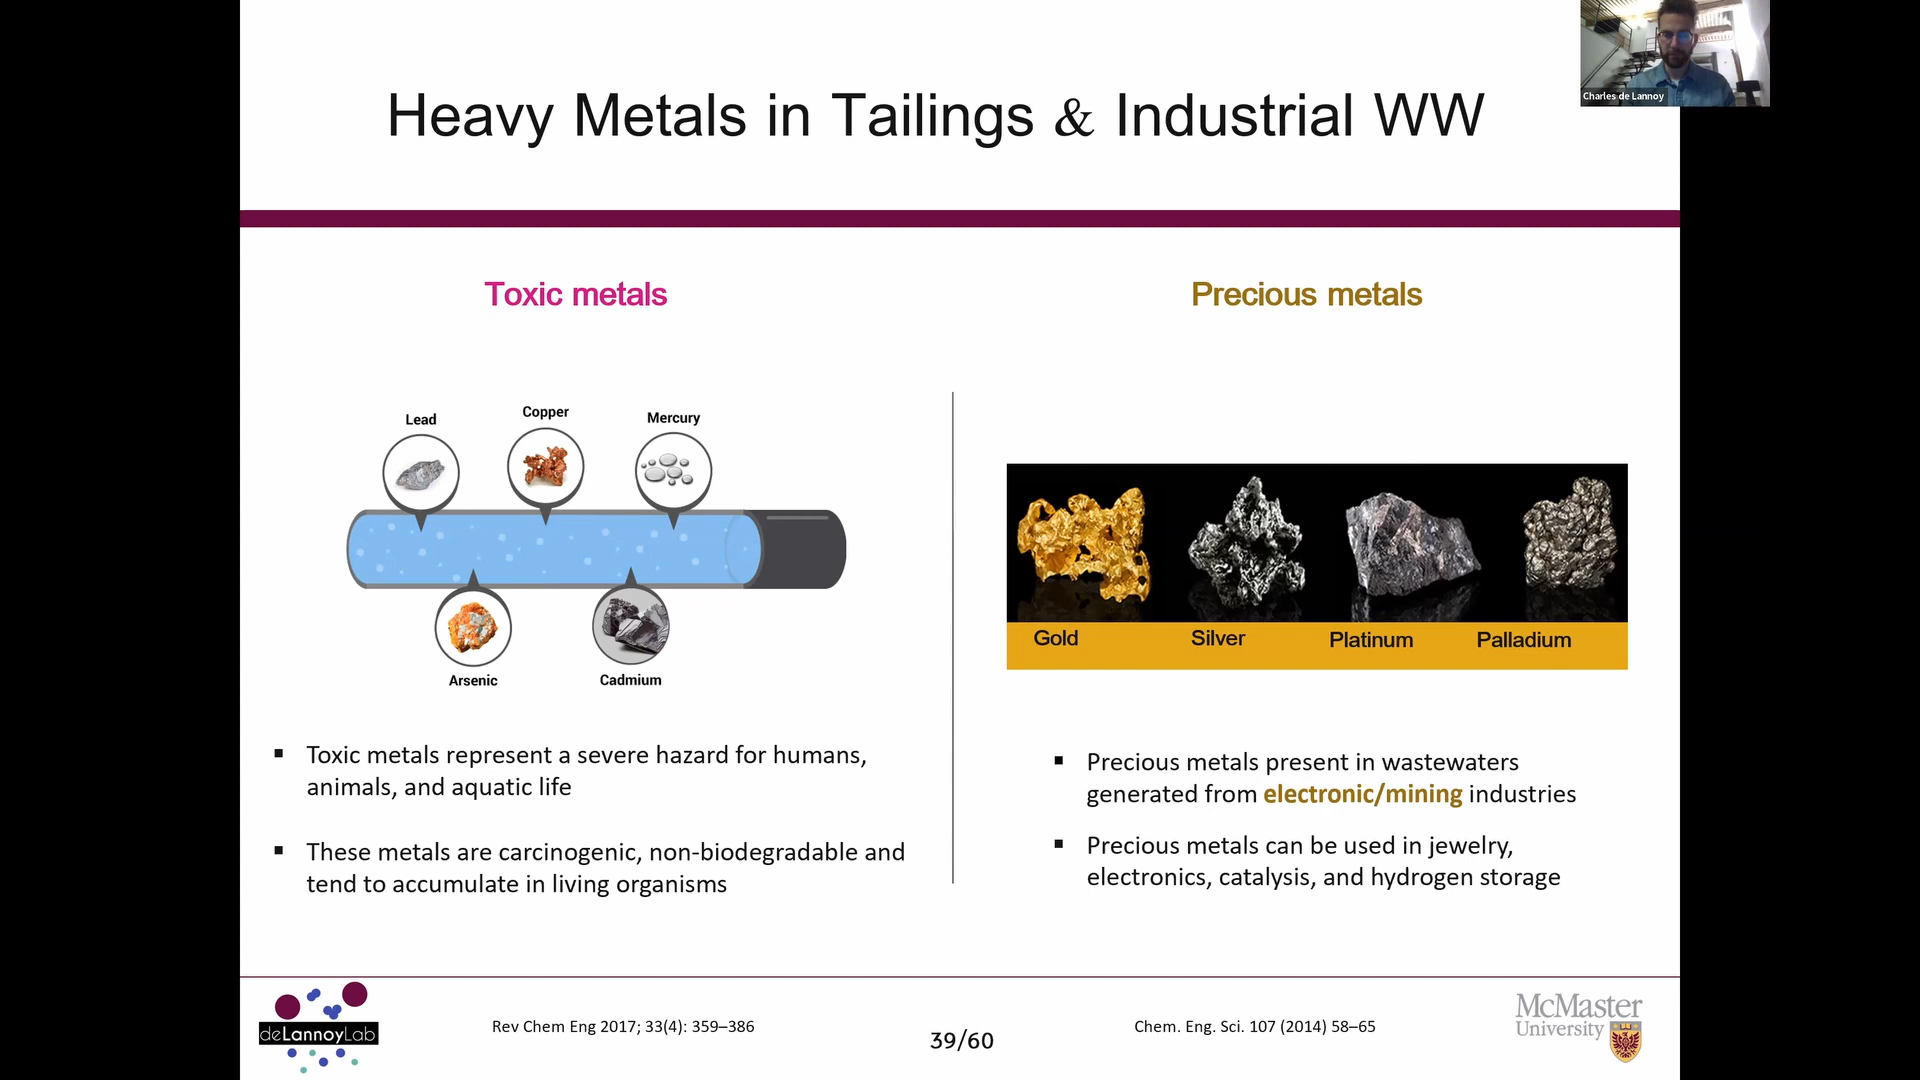 Charles de Lannoy
Heavy Metals in Tailings & Industrial WW
Toxic metals
Lead
Copper
Mercury
Arsenic
Cadmium
▪ Toxic metals represent a severe hazard for humans,
animals, and aquatic life
▪ These metals are carcinogenic, non-biodegradable and
tend to accumulate in living organisms
Precious metals
Gold
Silver
Platinum
Palladium
▪ Precious metals present in wastewaters
generated from electronic/mining industries
▪ Precious metals can be used in jewelry,
electronics, catalysis, and hydrogen storage
deLannoyLab
Rev Chem Eng 2017; 33(4): 359–386
39/60
Chem. Eng. Sci. 107 (2014) 58–65
McMaster
University